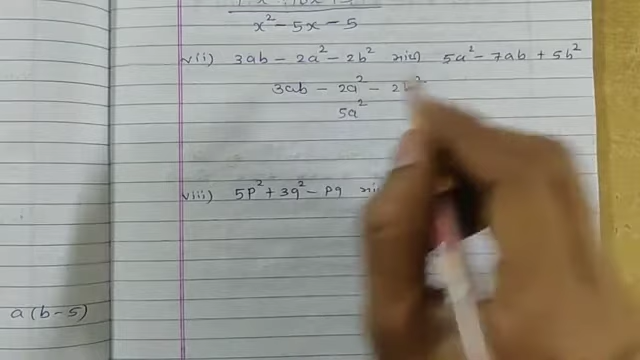 x² - 5x - 5
vii) 3ab - 2a² - 2b² 5a² - 7ab + 5b²
3ab - 2a² - 2b²
5a²
viii) 5p² + 3q² - pq
a(b-5)